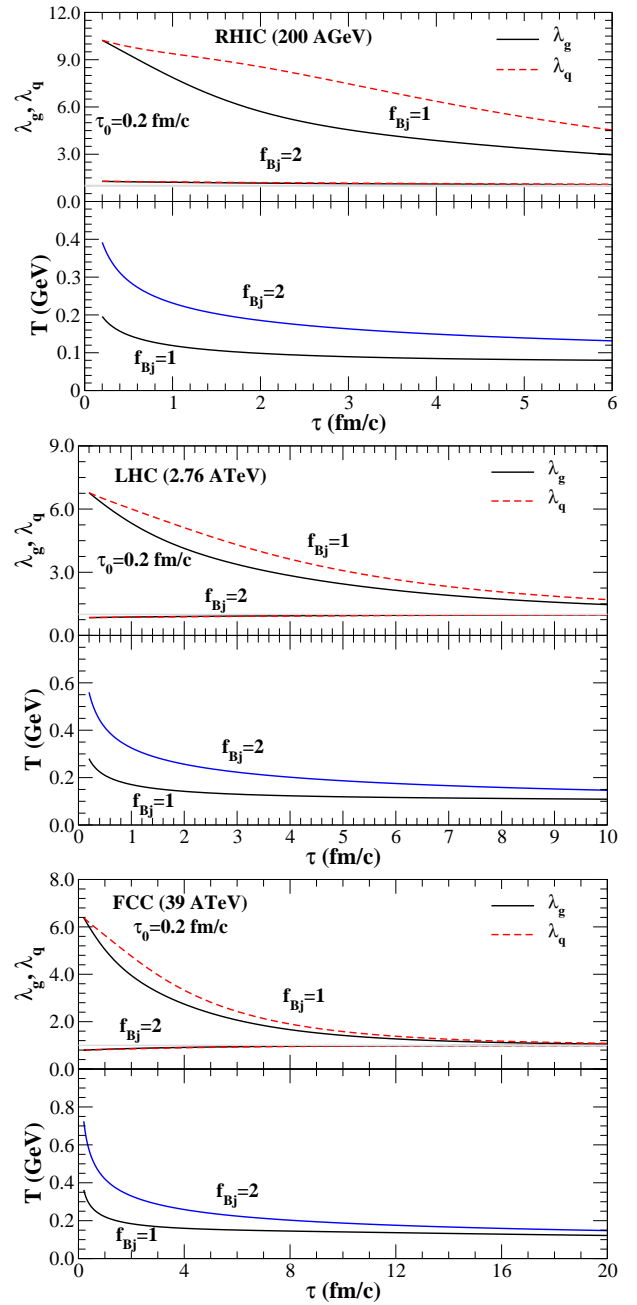 12.0
RHIC (200 AGeV)
λg
λq
9.0
λg, λq
6.0
τ0=0.2 fm/c
fBj=1
3.0
fBj=2
0.0
0.4
0.3
T (GeV)
fBj=2
0.2
0.1
fBj=1
0
0 1 2 3 4 5 6
τ (fm/c)
9.0
LHC (2.76 ATeV)
λg
λq
6.0
λg, λq
fBj=1
τ0=0.2 fm/c
3.0
fBj=2
0.0
0.6
T (GeV)
0.4
fBj=2
0.2
fBj=1
0.0
0 1 2 3 4 5 6 7 8 9 10
τ (fm/c)
8.0
FCC (39 ATeV)
λg
τ0=0.2 fm/c
λq
6.0
λg, λq
4.0
fBj=1
2.0
fBj=2
0.0
0.8
0.6
T (GeV)
0.4
fBj=2
0.2
fBj=1
0.0
0 4 8 12 16 20
τ (fm/c)